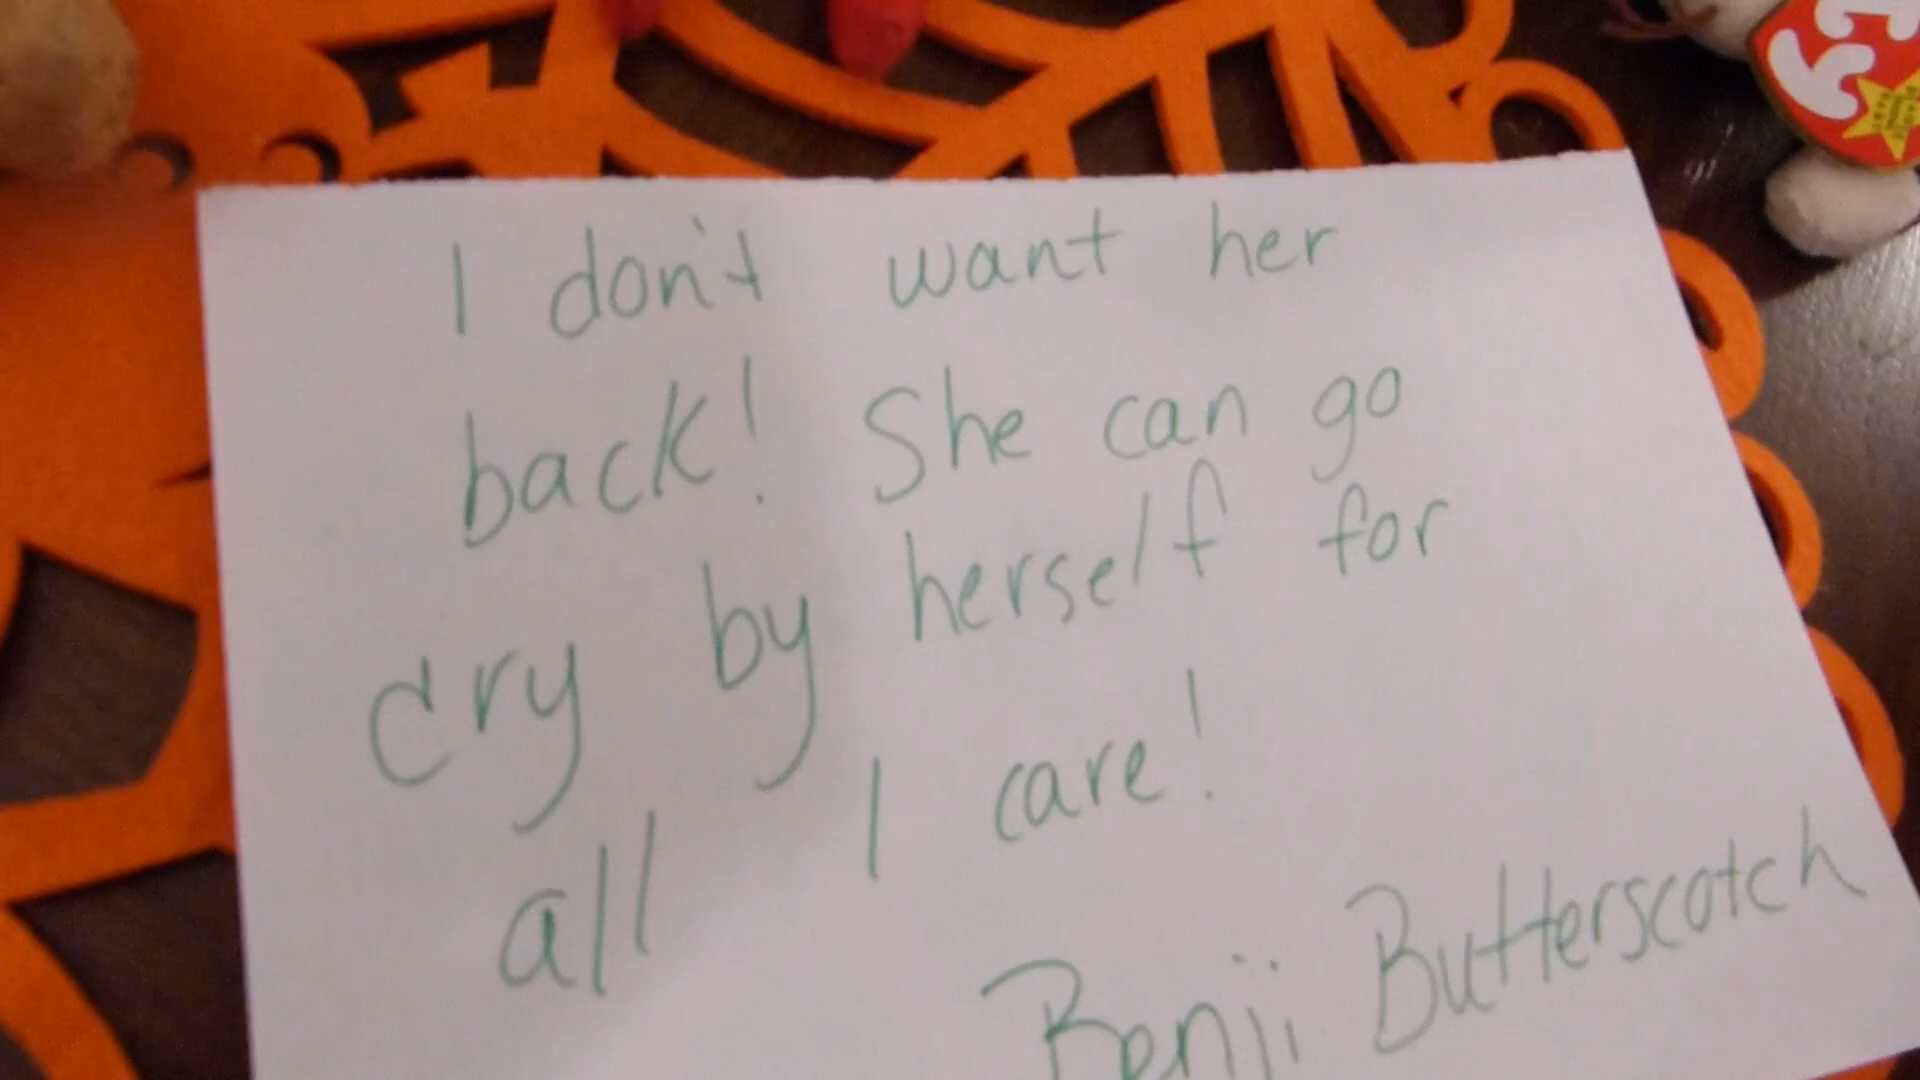 I don't want her
back! She can go
cry by herself for
all I care!
Benji Butterscotch